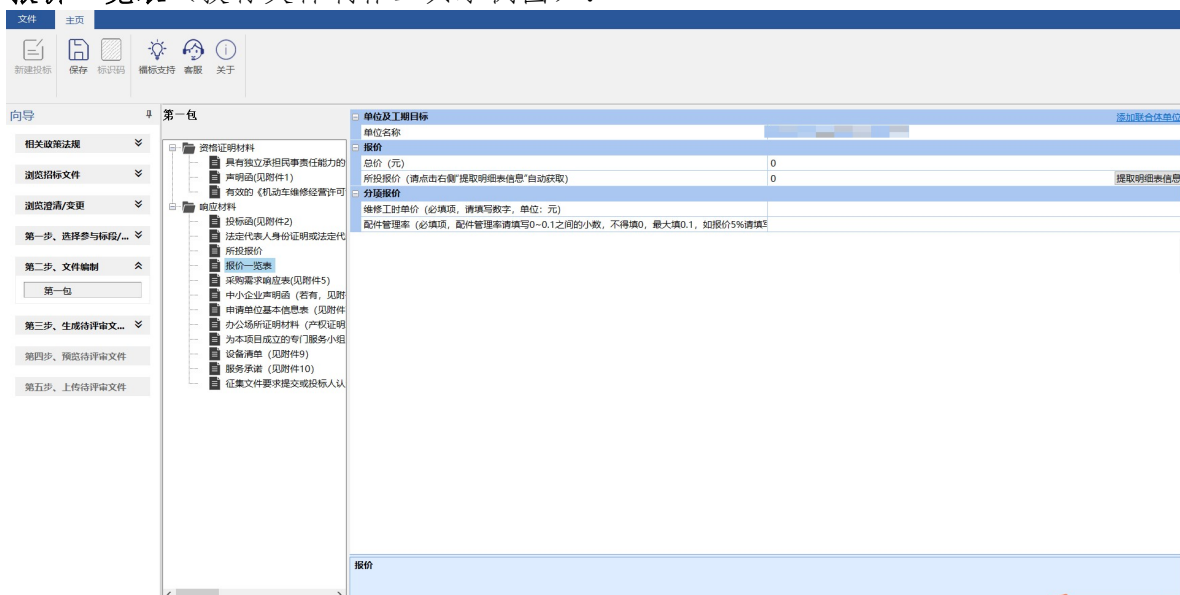 文件 主页
新建投标 保存 标识码 福标支持 客服 关于
向导
相关政策法规
浏览招标文件
浏览澄清/变更
第一步、选择参与标段/...
第二步、文件编制
第一包
第三步、生成待评审文...
第四步、预览待评审文件
第五步、上传待评审文件
第一包
资格证明材料
具有独立承担民事责任能力的
声明函(见附件1)
有效的《机动车维修经营许可
响应材料
投标函(见附件2)
法定代表人身份证明或法定代
所投报价
报价一览表
采购需求响应表(见附件5)
中小企业声明函（若有，见附
申请单位基本信息表（见附件
办公场所证明材料（产权证明
为本项目成立的专门服务小组
设备清单（见附件9）
服务承诺（见附件10）
征集文件要求提交或投标人认
单位及工期目标 添加联合体单位
单位名称
报价
总价（元） 0
所投报价（请点击右侧"提取明细表信息"自动获取） 0 提取明细表信息
分项报价
维修工时单价（必填项，请填写数字，单位：元）
配件管理率（必填项，配件管理率请填写0~0.1之间的小数，不得填0，最大填0.1，如报价5%请填写
报价